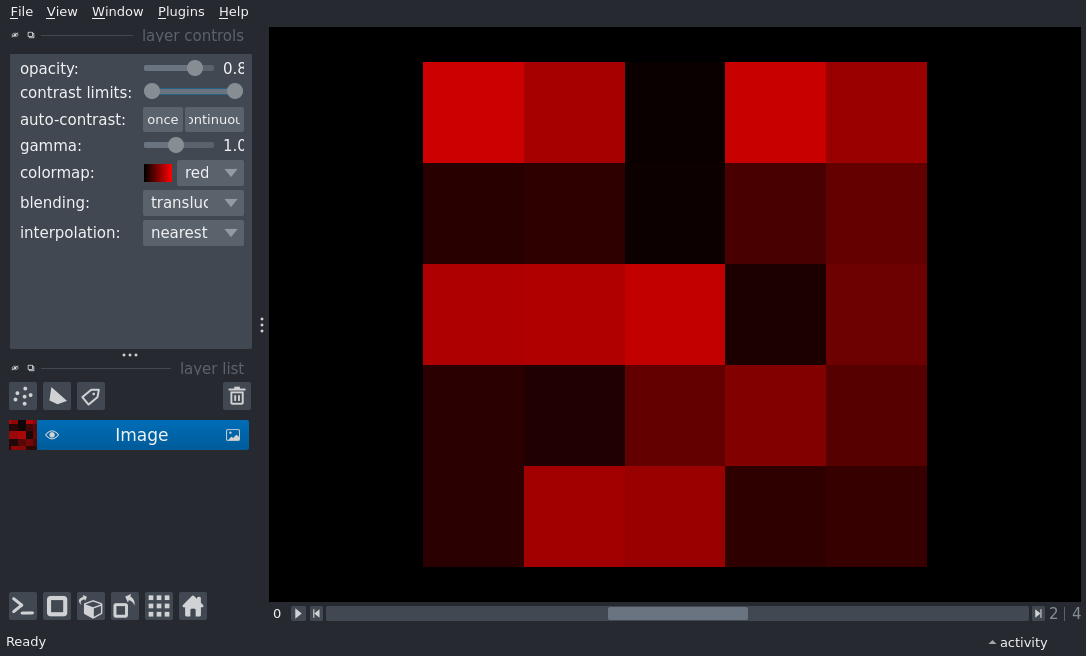 File View Window Plugins Help
layer controls
opacity: 0.8
contrast limits:
auto-contrast: once ontinuou
gamma: 1.0
colormap: red
blending: transluc
interpolation: nearest
layer list
Image
0 2 | 4
Ready activity